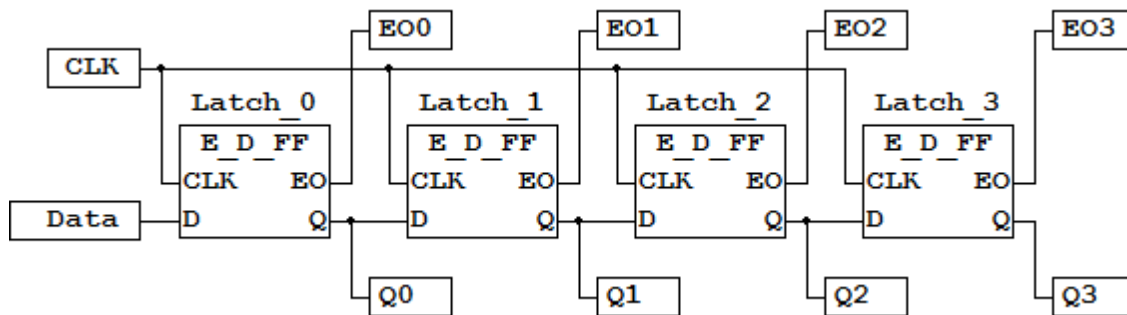 EO0 EO1 EO2 EO3
CLK
Latch_0 Latch_1 Latch_2 Latch_3
E_D_FF E_D_FF E_D_FF E_D_FF
CLK EO CLK EO CLK EO CLK EO
Data D Q D Q D Q D Q
Q0 Q1 Q2 Q3